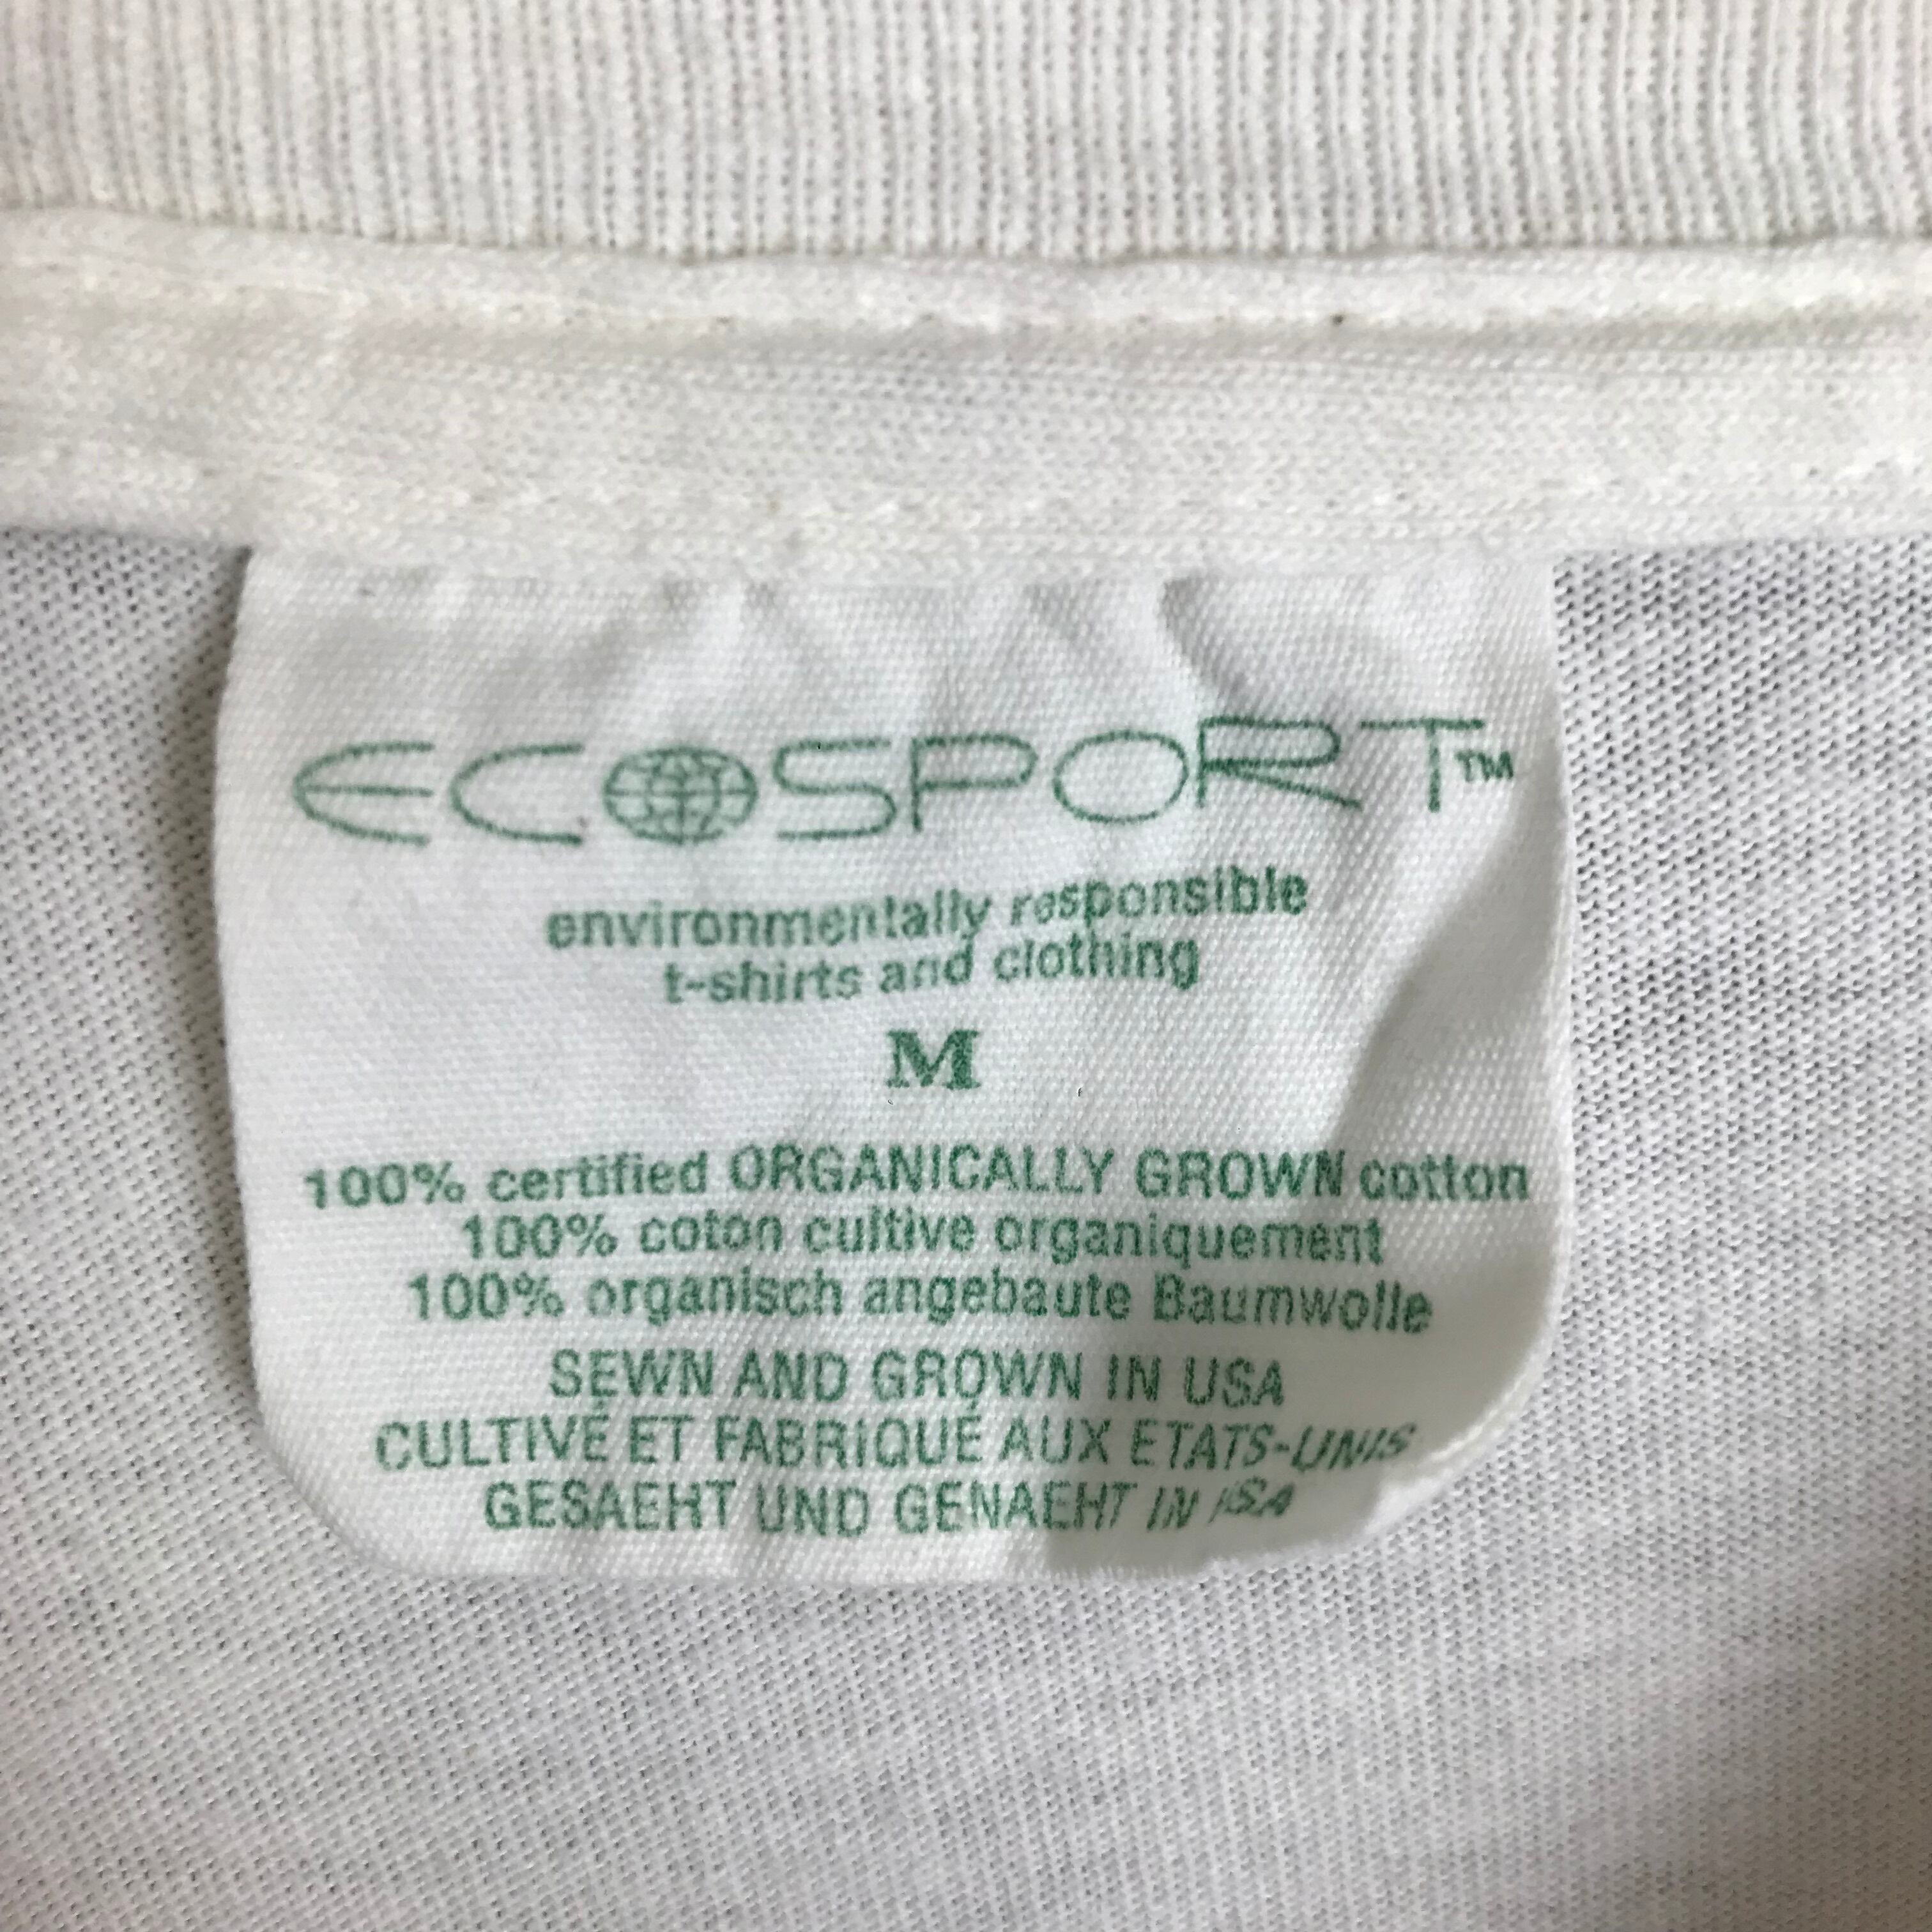 ECOSPORT™
environmentally responsible
t-shirts and clothing
M
100% certified ORGANICALLY GROWN cotton
100% coton cultive organiquement
100% organisch angebaute Baumwolle
SEWN AND GROWN IN USA
CULTIVÉ ET FABRIQUÉ AUX ETATS-UNIS
GESAEHT UND GENAEHT IN USA